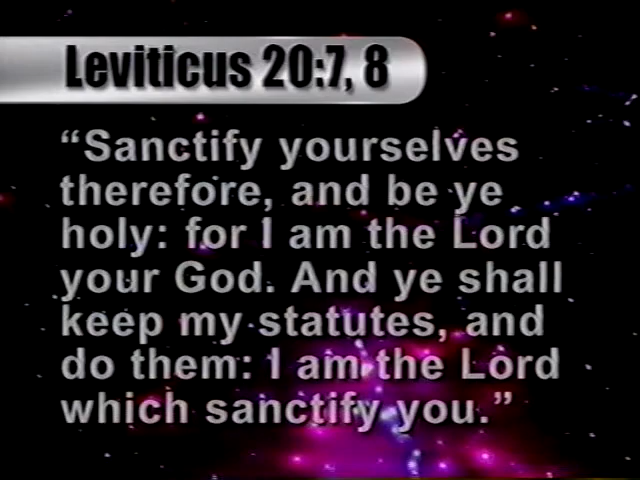 Leviticus 20:7, 8
“Sanctify yourselves
therefore, and be ye
holy: for I am the Lord
your God. And ye shall
keep my statutes, and
do them: I am the Lord
which sanctify you.”